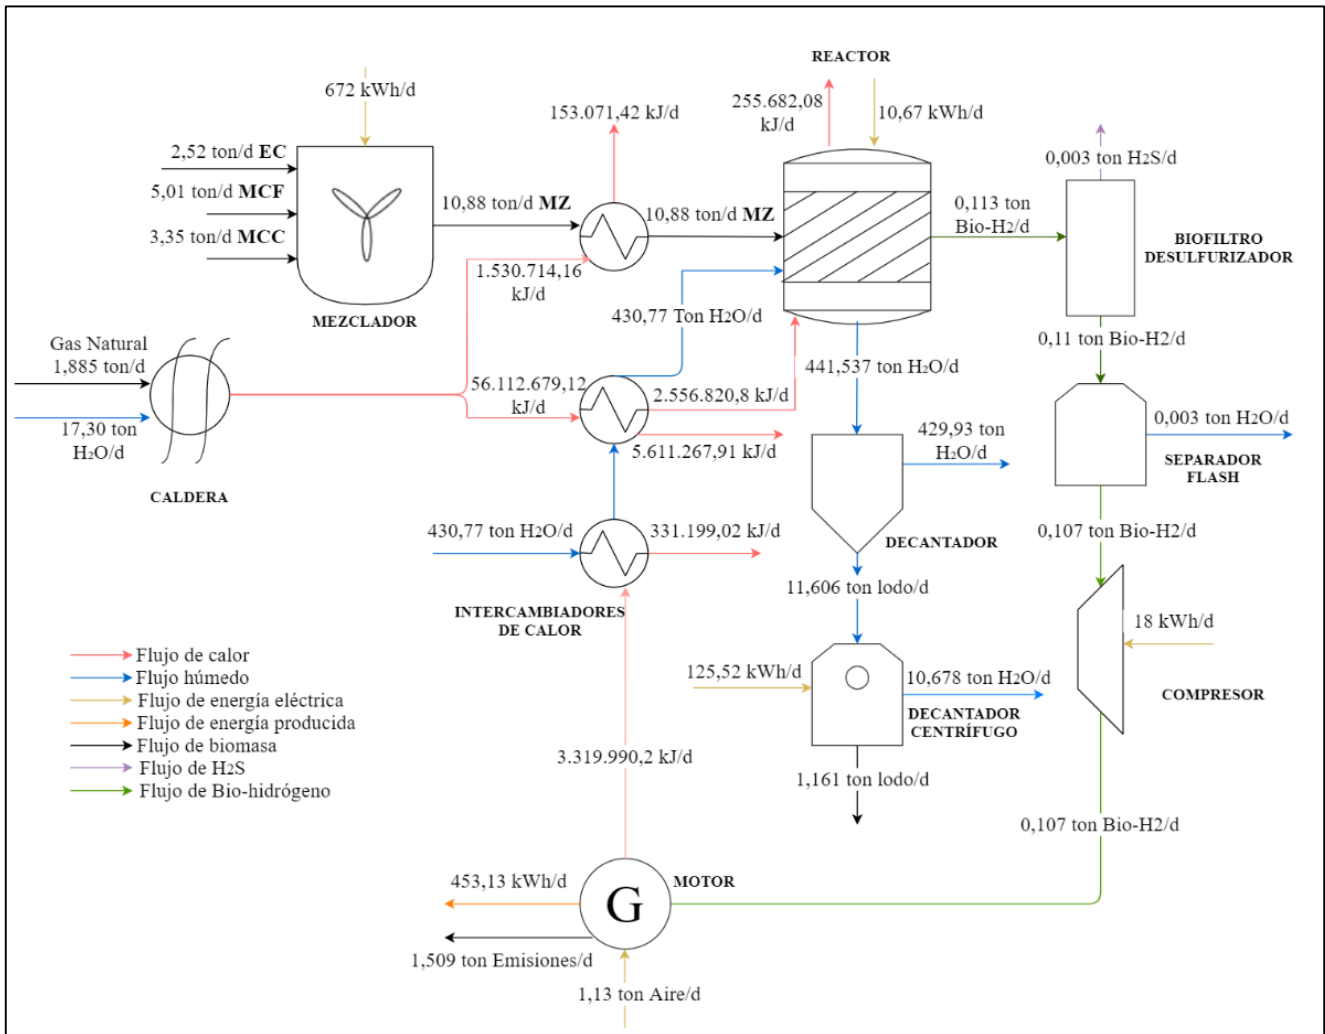 REACTOR
672 kWh/d
153.071,42 kJ/d
255.682,08
kJ/d
10,67 kWh/d
2,52 ton/d EC
5,01 ton/d MCF
3,35 ton/d MCC
10,88 ton/d MZ
10,88 ton/d MZ
0,003 ton H2S/d
0,113 ton
Bio-H2/d
BIOFILTRO
DESULFURIZADOR
1.530.714,16
kJ/d
MEZCLADOR
430,77 Ton H2O/d
Gas Natural
1,885 ton/d
17,30 ton
H2O/d
CALDERA
56.112.679,12
kJ/d
2.556.820,8 kJ/d
5.611.267,91 kJ/d
441,537 ton H2O/d
0,11 ton Bio-H2/d
429,93 ton
H2O/d
0,003 ton H2O/d
SEPARADOR
FLASH
430,77 ton H2O/d
331.199,02 kJ/d
DECANTADOR
0,107 ton Bio-H2/d
INTERCAMBIADORES
DE CALOR
11,606 ton lodo/d
18 kWh/d
COMPRESOR
125,52 kWh/d
10,678 ton H2O/d
DECANTADOR
CENTRÍFUGO
1,161 ton lodo/d
Flujo de calor
Flujo húmedo
Flujo de energía eléctrica
Flujo de energía producida
Flujo de biomasa
Flujo de H2S
Flujo de Bio-hidrógeno
3.319.990,2 kJ/d
0,107 ton Bio-H2/d
453,13 kWh/d
MOTOR
G
1,509 ton Emisiones/d
1,13 ton Aire/d